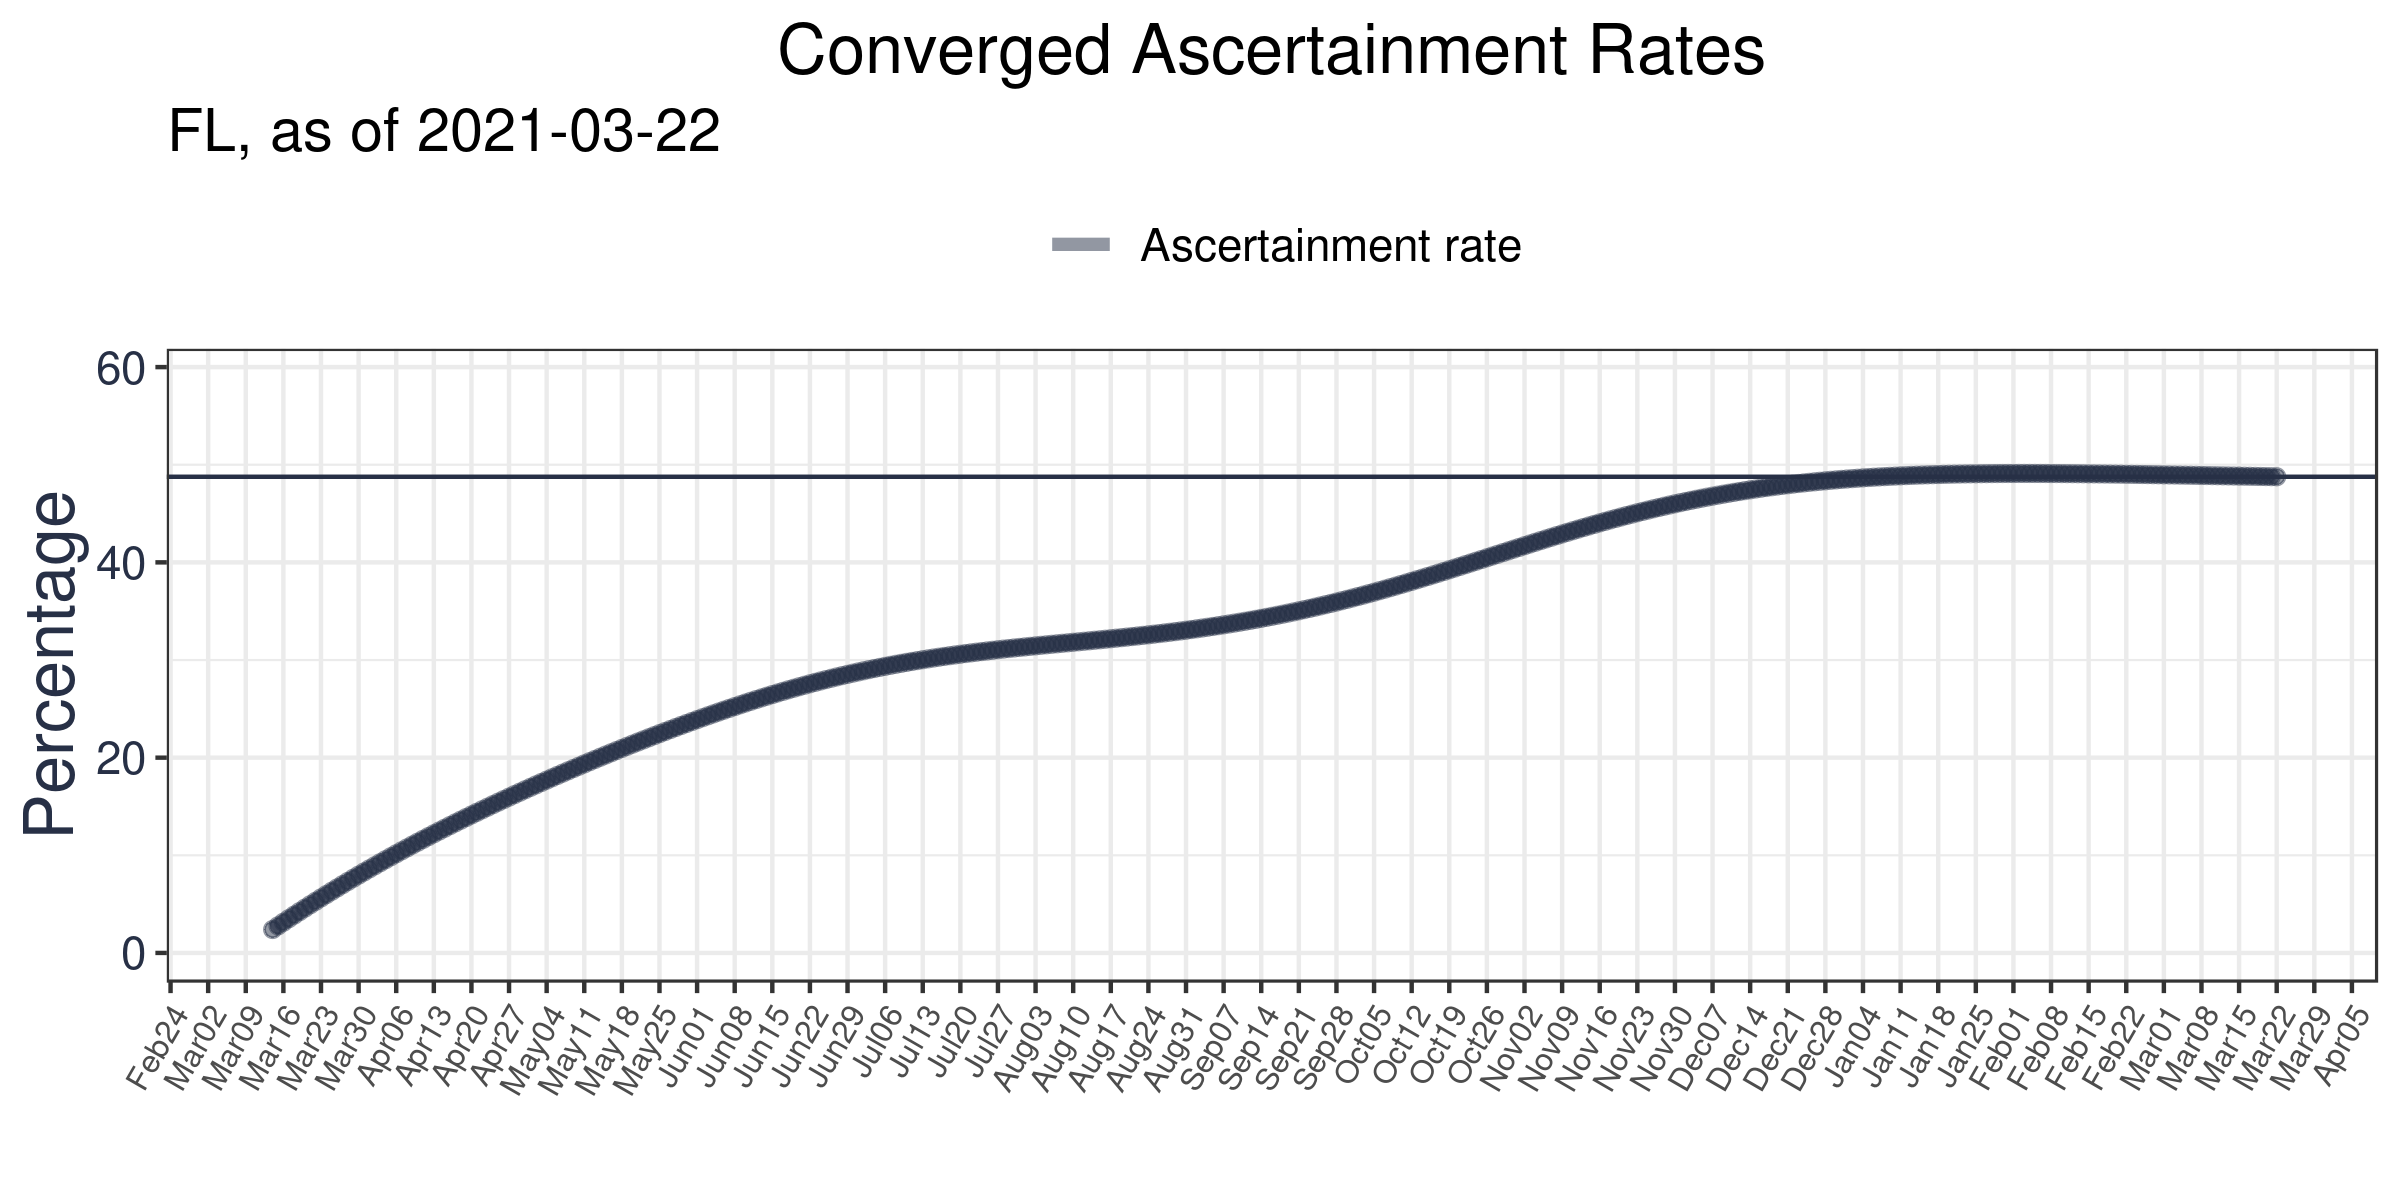 Converged Ascertainment Rates
FL, as of 2021-03-22
Ascertainment rate
Percentage
60
40
20
0
Feb24
Mar02
Mar09
Mar16
Mar23
Mar30
Apr06
Apr13
Apr20
Apr27
May04
May11
May18
May25
Jun01
Jun08
Jun15
Jun22
Jun29
Jul06
Jul13
Jul20
Jul27
Aug03
Aug10
Aug17
Aug24
Aug31
Sep07
Sep14
Sep21
Sep28
Oct05
Oct12
Oct19
Oct26
Nov02
Nov09
Nov16
Nov23
Nov30
Dec07
Dec14
Dec21
Dec28
Jan04
Jan11
Jan18
Jan25
Feb01
Feb08
Feb15
Feb22
Mar01
Mar08
Mar15
Mar22
Mar29
Apr05